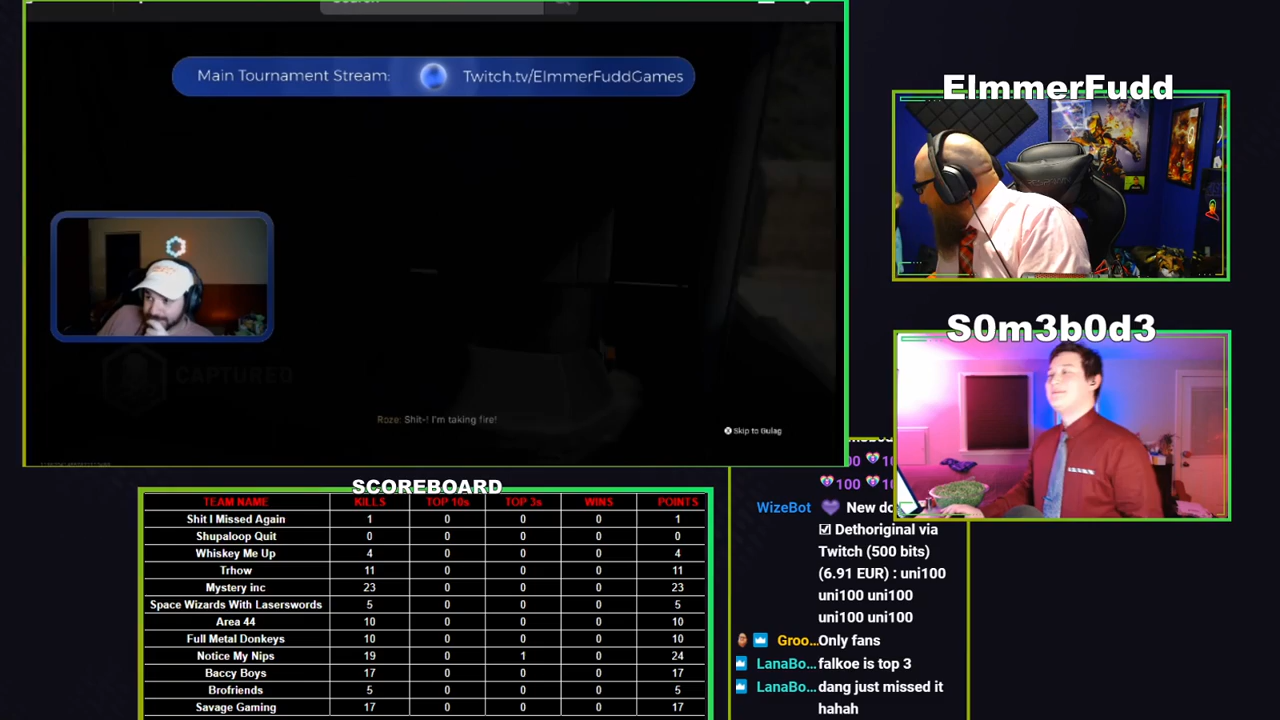 Main Tournament Stream: Twitch.tv/ElmmerFuddGames
CAPTURED
Roze: Shit-! I'm taking fire!
Skip to Gulag
ElmmerFudd
S0m3b0d3
SCOREBOARD
TEAM NAME KILLS TOP 10s TOP 3s WINS POINTS
Shit I Missed Again 1 0 0 0 1
Shupaloop Quit 0 0 0 0 0
Whiskey Me Up 4 0 0 0 4
Trhow 11 0 0 0 11
Mystery inc 23 0 0 0 23
Space Wizards With Laserswords 5 0 0 0 5
Area 44 10 0 0 0 10
Full Metal Donkeys 10 0 0 0 10
Notice My Nips 19 0 1 0 24
Baccy Boys 17 0 0 0 17
Brofriends 5 0 0 0 5
Savage Gaming 17 0 0 0 17
100
WizeBot New do
Dethoriginal via
Twitch (500 bits)
(6.91 EUR) : uni100
uni100 uni100
uni100 uni100
Groo... Only fans
LanaBo... falkoe is top 3
LanaBo... dang just missed it
hahah